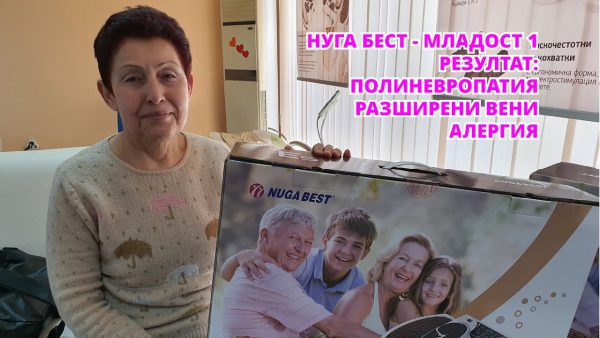 НУГА БЕСТ - МЛАДОСТ 1
РЕЗУЛТАТ:
ПОЛИНЕВРОПАТИЯ
РАЗШИРЕНИ ВЕНИ
АЛЕРГИЯ
NUGA BEST